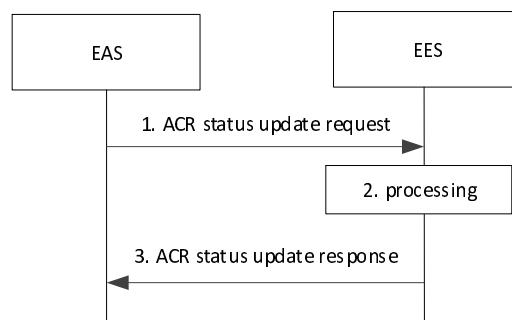 EAS
EES
1. ACR status update request
2. processing
3. ACR status update response